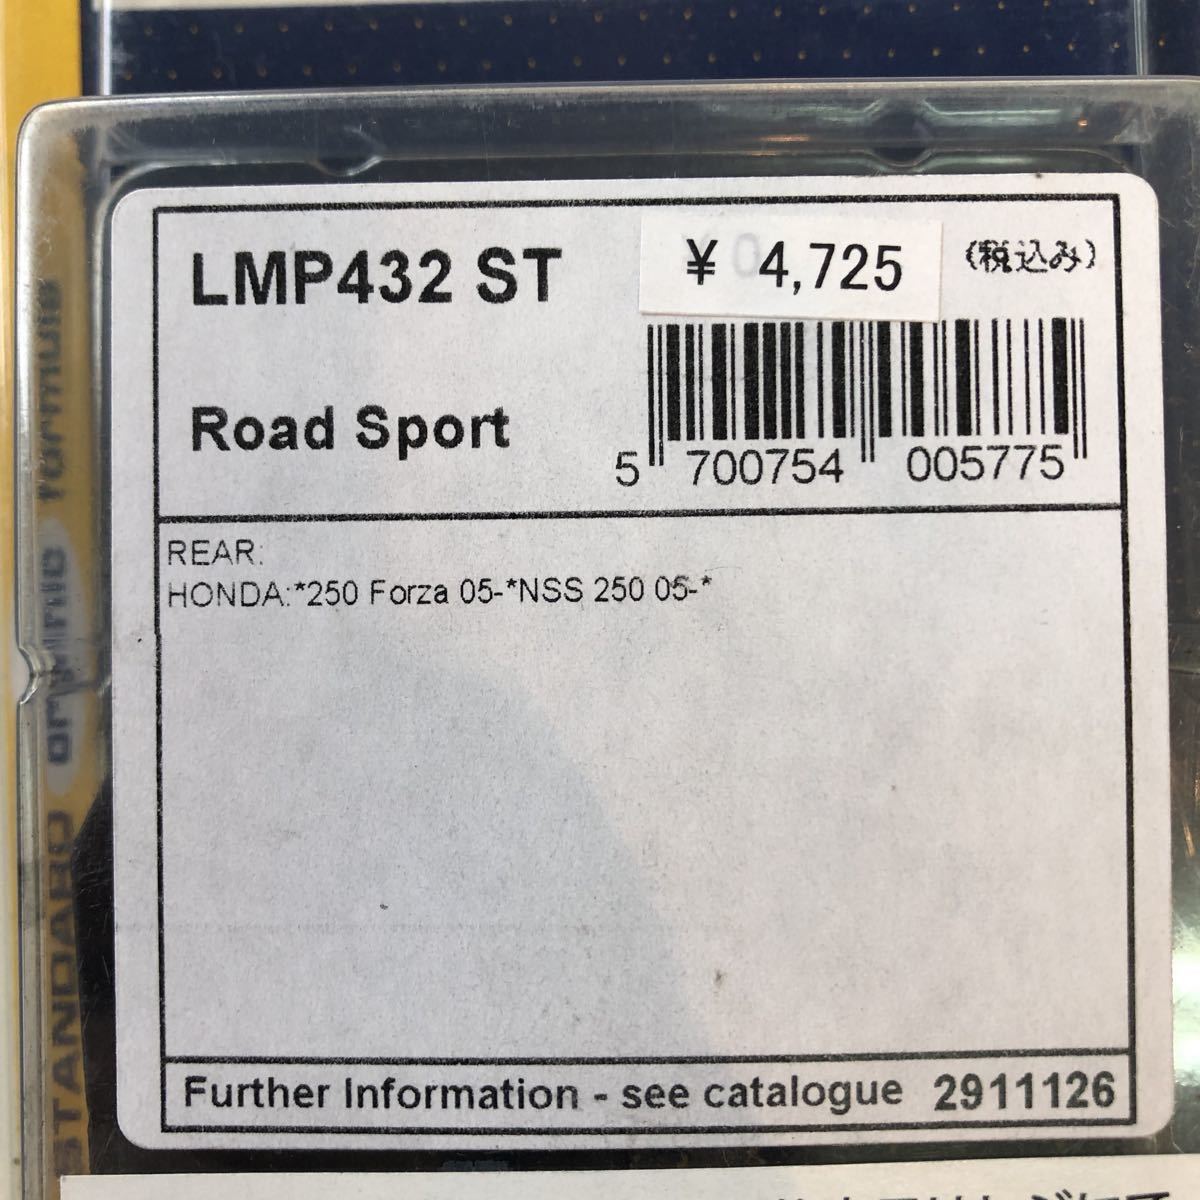 LMP432 ST
¥ 4,725
(税込み)
Road Sport
5 700754 005775
REAR:
HONDA:*250 Forza 05-*NSS 250 05-*
Further Information - see catalogue 2911126
STANDARD